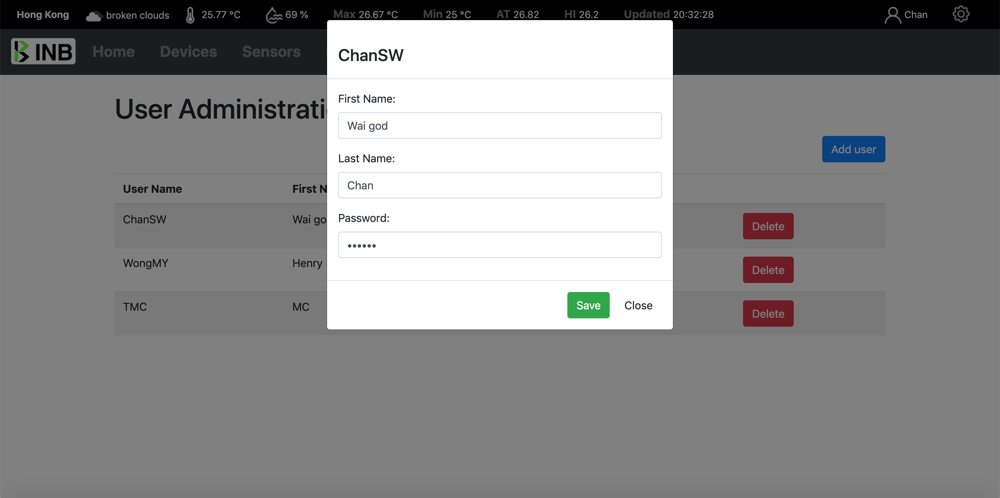 Hong Kong broken clouds 25.77 °C 69 % Max 26.67 °C Min 25 °C AT 26.82 HI 26.2 Updated 20:32:28 Chan
INB Home Devices Sensors
ChanSW
First Name:
Wai god
Last Name:
Chan
Password:
••••••
Save Close
User Administrati
Add user
User Name First N
ChanSW Wai go Delete
WongMY Henry Delete
TMC MC Delete